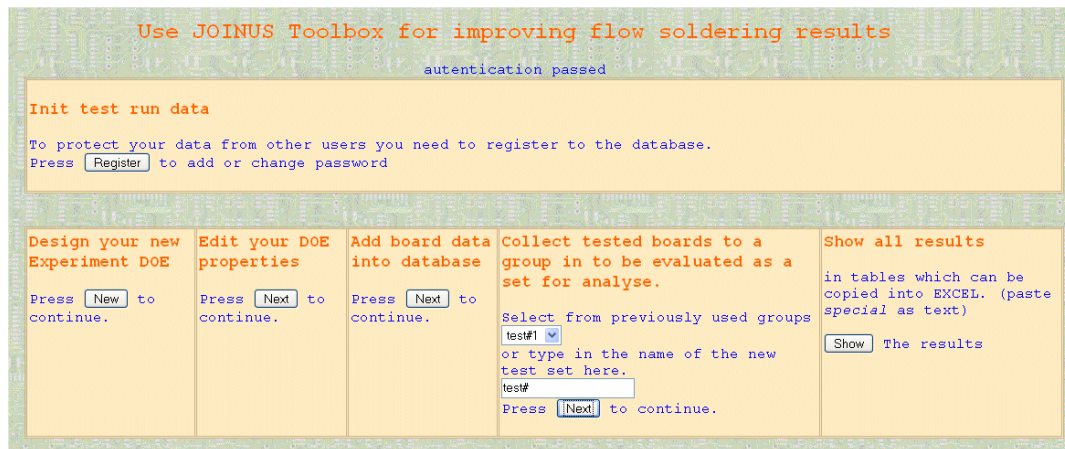 Use JOINUS Toolbox for improving flow soldering results
autentication passed
Init test run data
To protect your data from other users you need to register to the database.
Press Register to add or change password
Design your new
Experiment DOE
Press New to
continue.
Edit your DOE
properties
Press Next to
continue.
Add board data
into database
Press Next to
continue.
Collect tested boards to a
group in to be evaluated as a
set for analyse.
Select from previously used groups
test#1
or type in the name of the new
test set here.
test#
Press Next to continue.
Show all results
in tables which can be
copied into EXCEL. (paste
special as text)
Show The results